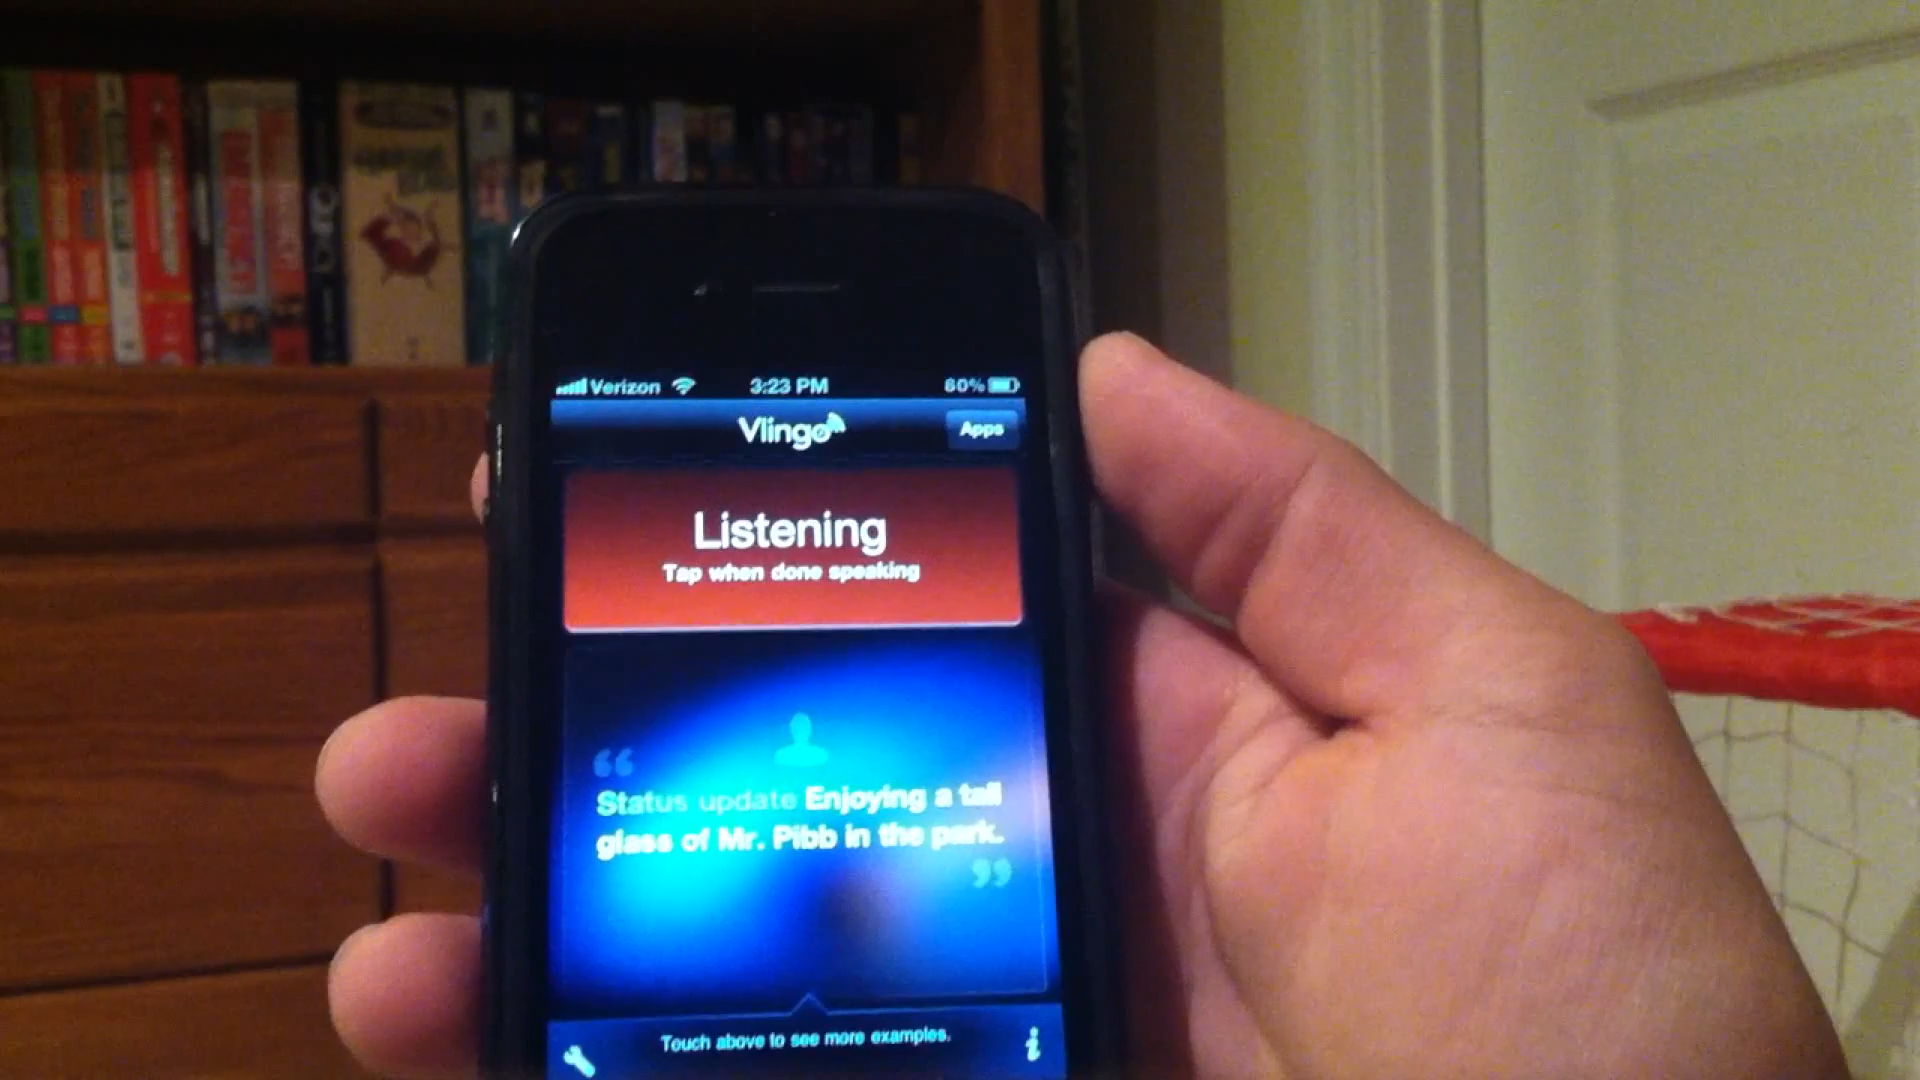 Verizon 3:23 PM 60%
Vlingo Apps
Listening
Tap when done speaking
“
Status update Enjoying a tall
glass of Mr. Pibb in the park.
”
Touch above to see more examples.
i